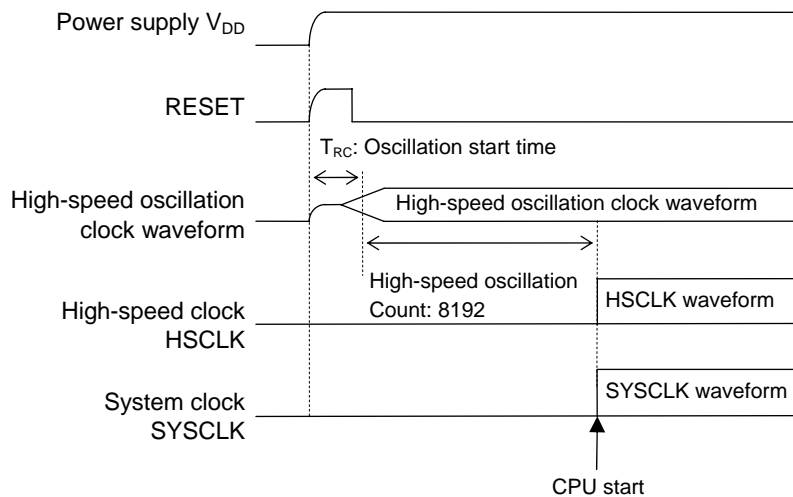 Power supply VDD
RESET
TRC: Oscillation start time
High-speed oscillation
clock waveform
High-speed oscillation clock waveform
High-speed oscillation
Count: 8192
High-speed clock
HSCLK
HSCLK waveform
System clock
SYSCLK
SYSCLK waveform
CPU start